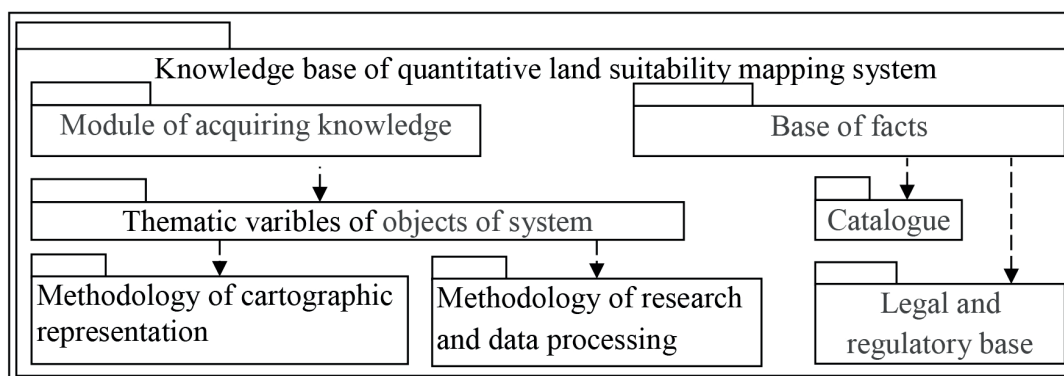 Knowledge base of quantitative land suitability mapping system
Module of acquiring knowledge
Base of facts
Thematic varibles of objects of system
Catalogue
Methodology of cartographic
representation
Methodology of research
and data processing
Legal and
regulatory base